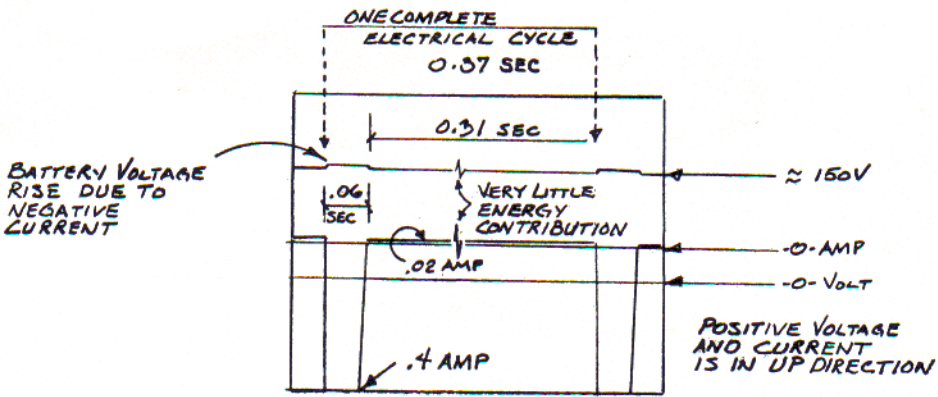 ONE COMPLETE
ELECTRICAL CYCLE
0.37 SEC
0.31 SEC
BATTERY VOLTAGE
RISE DUE TO
NEGATIVE
CURRENT
.06
SEC
VERY LITTLE
ENERGY
CONTRIBUTION
≈ 150V
.02 AMP
-0- AMP
-0- VOLT
.4 AMP
POSITIVE VOLTAGE
AND CURRENT
IS IN UP DIRECTION